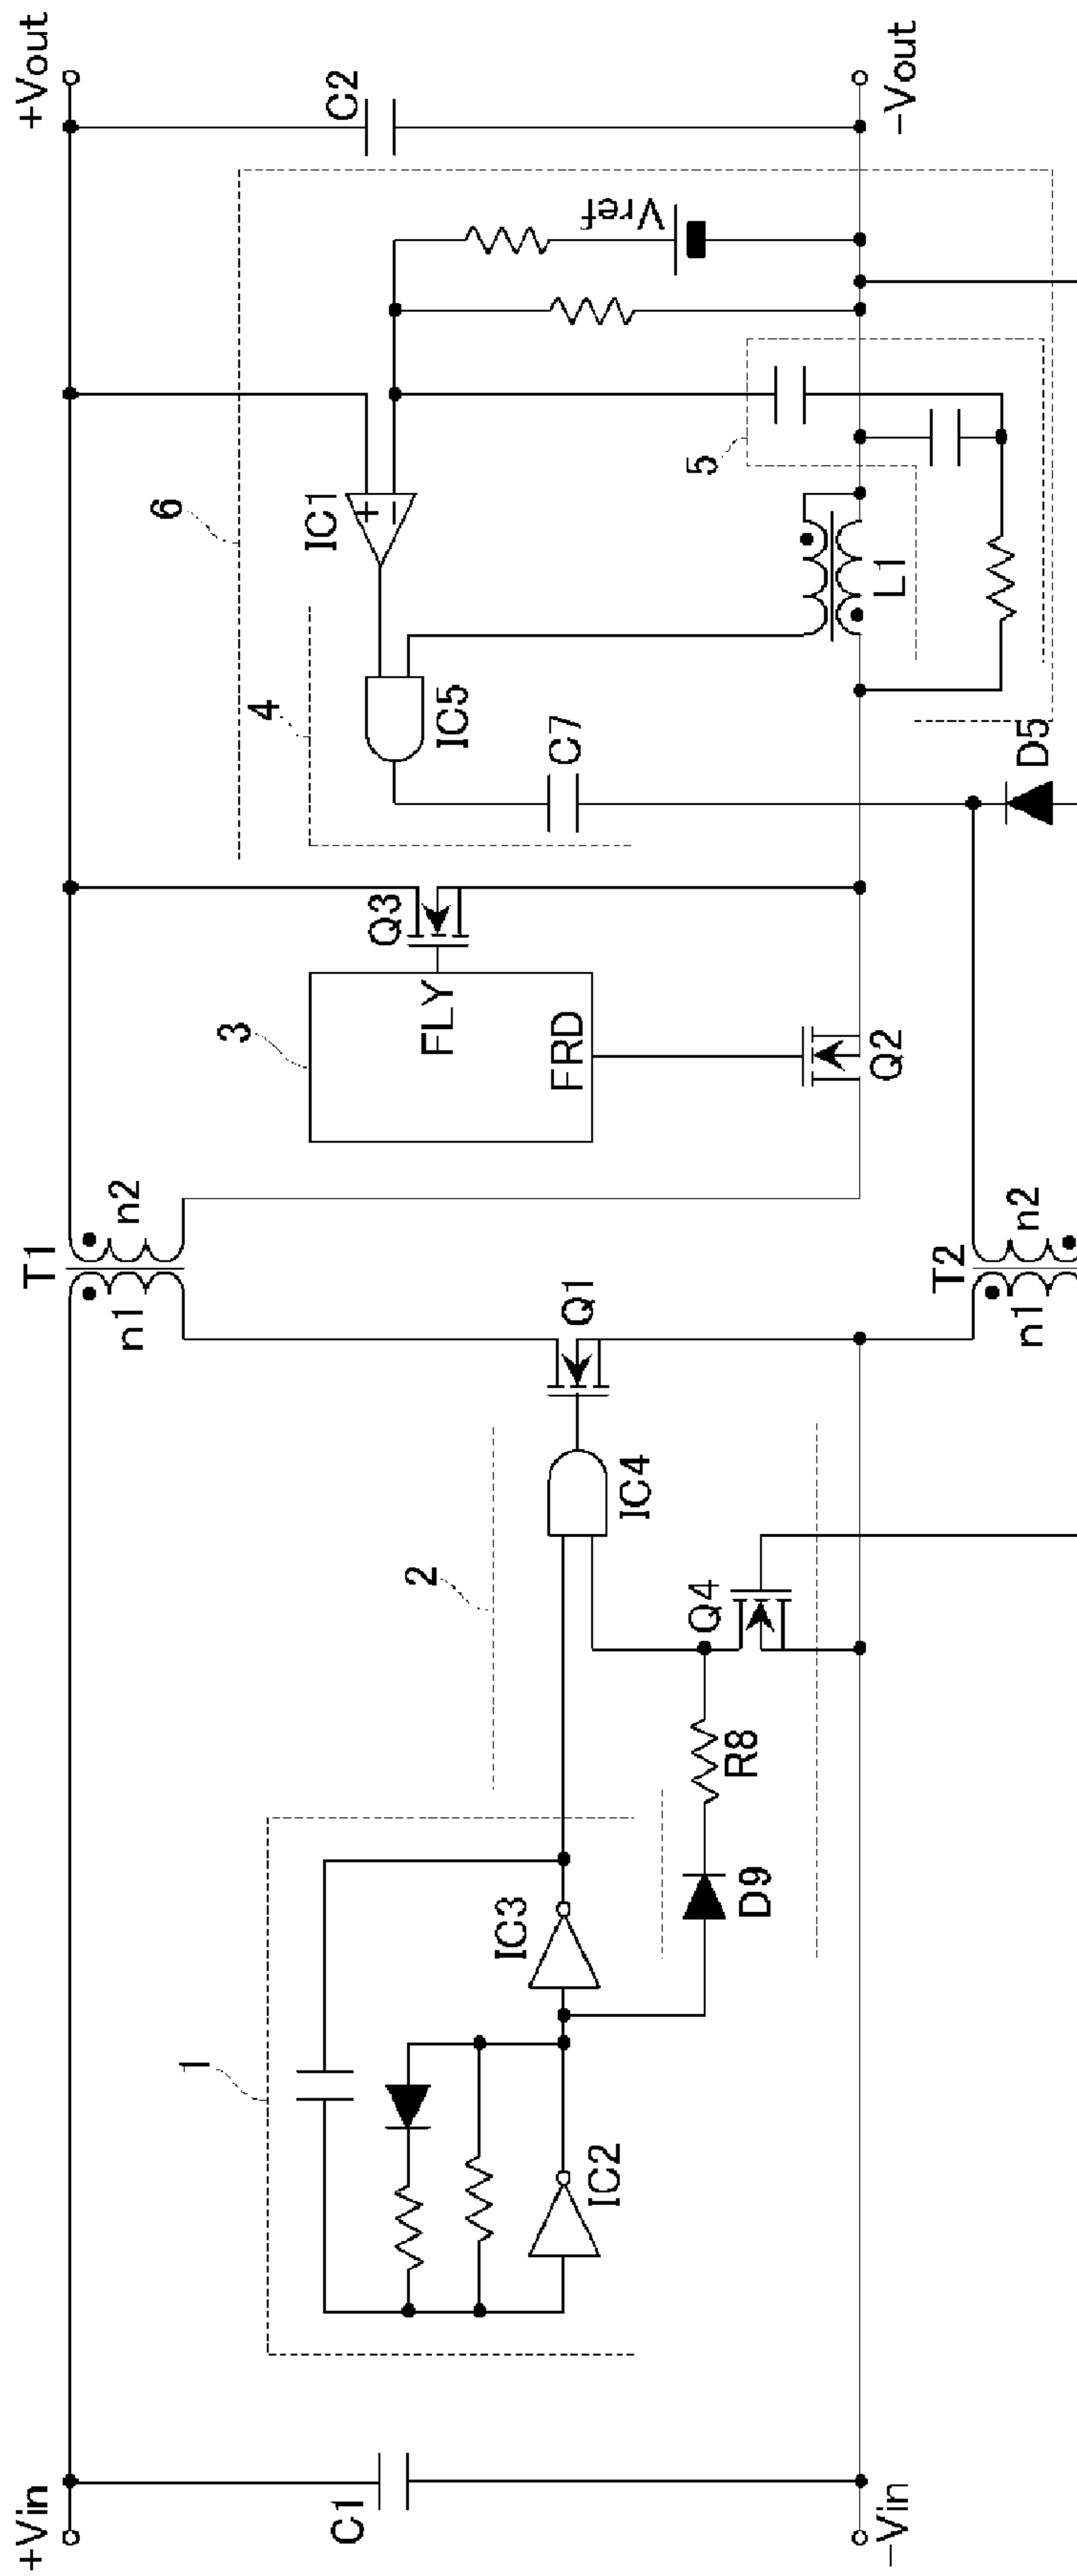 +Vin
-Vin
C1
1
IC2
IC3
D9
R8
2
Q4
IC4
Q1
T1
n1
n2
T2
n1
n2
3
FLY
FRD
Q3
Q2
4
IC5
C7
D5
6
IC1
+
−
L1
5
Vref
C2
+Vout
-Vout